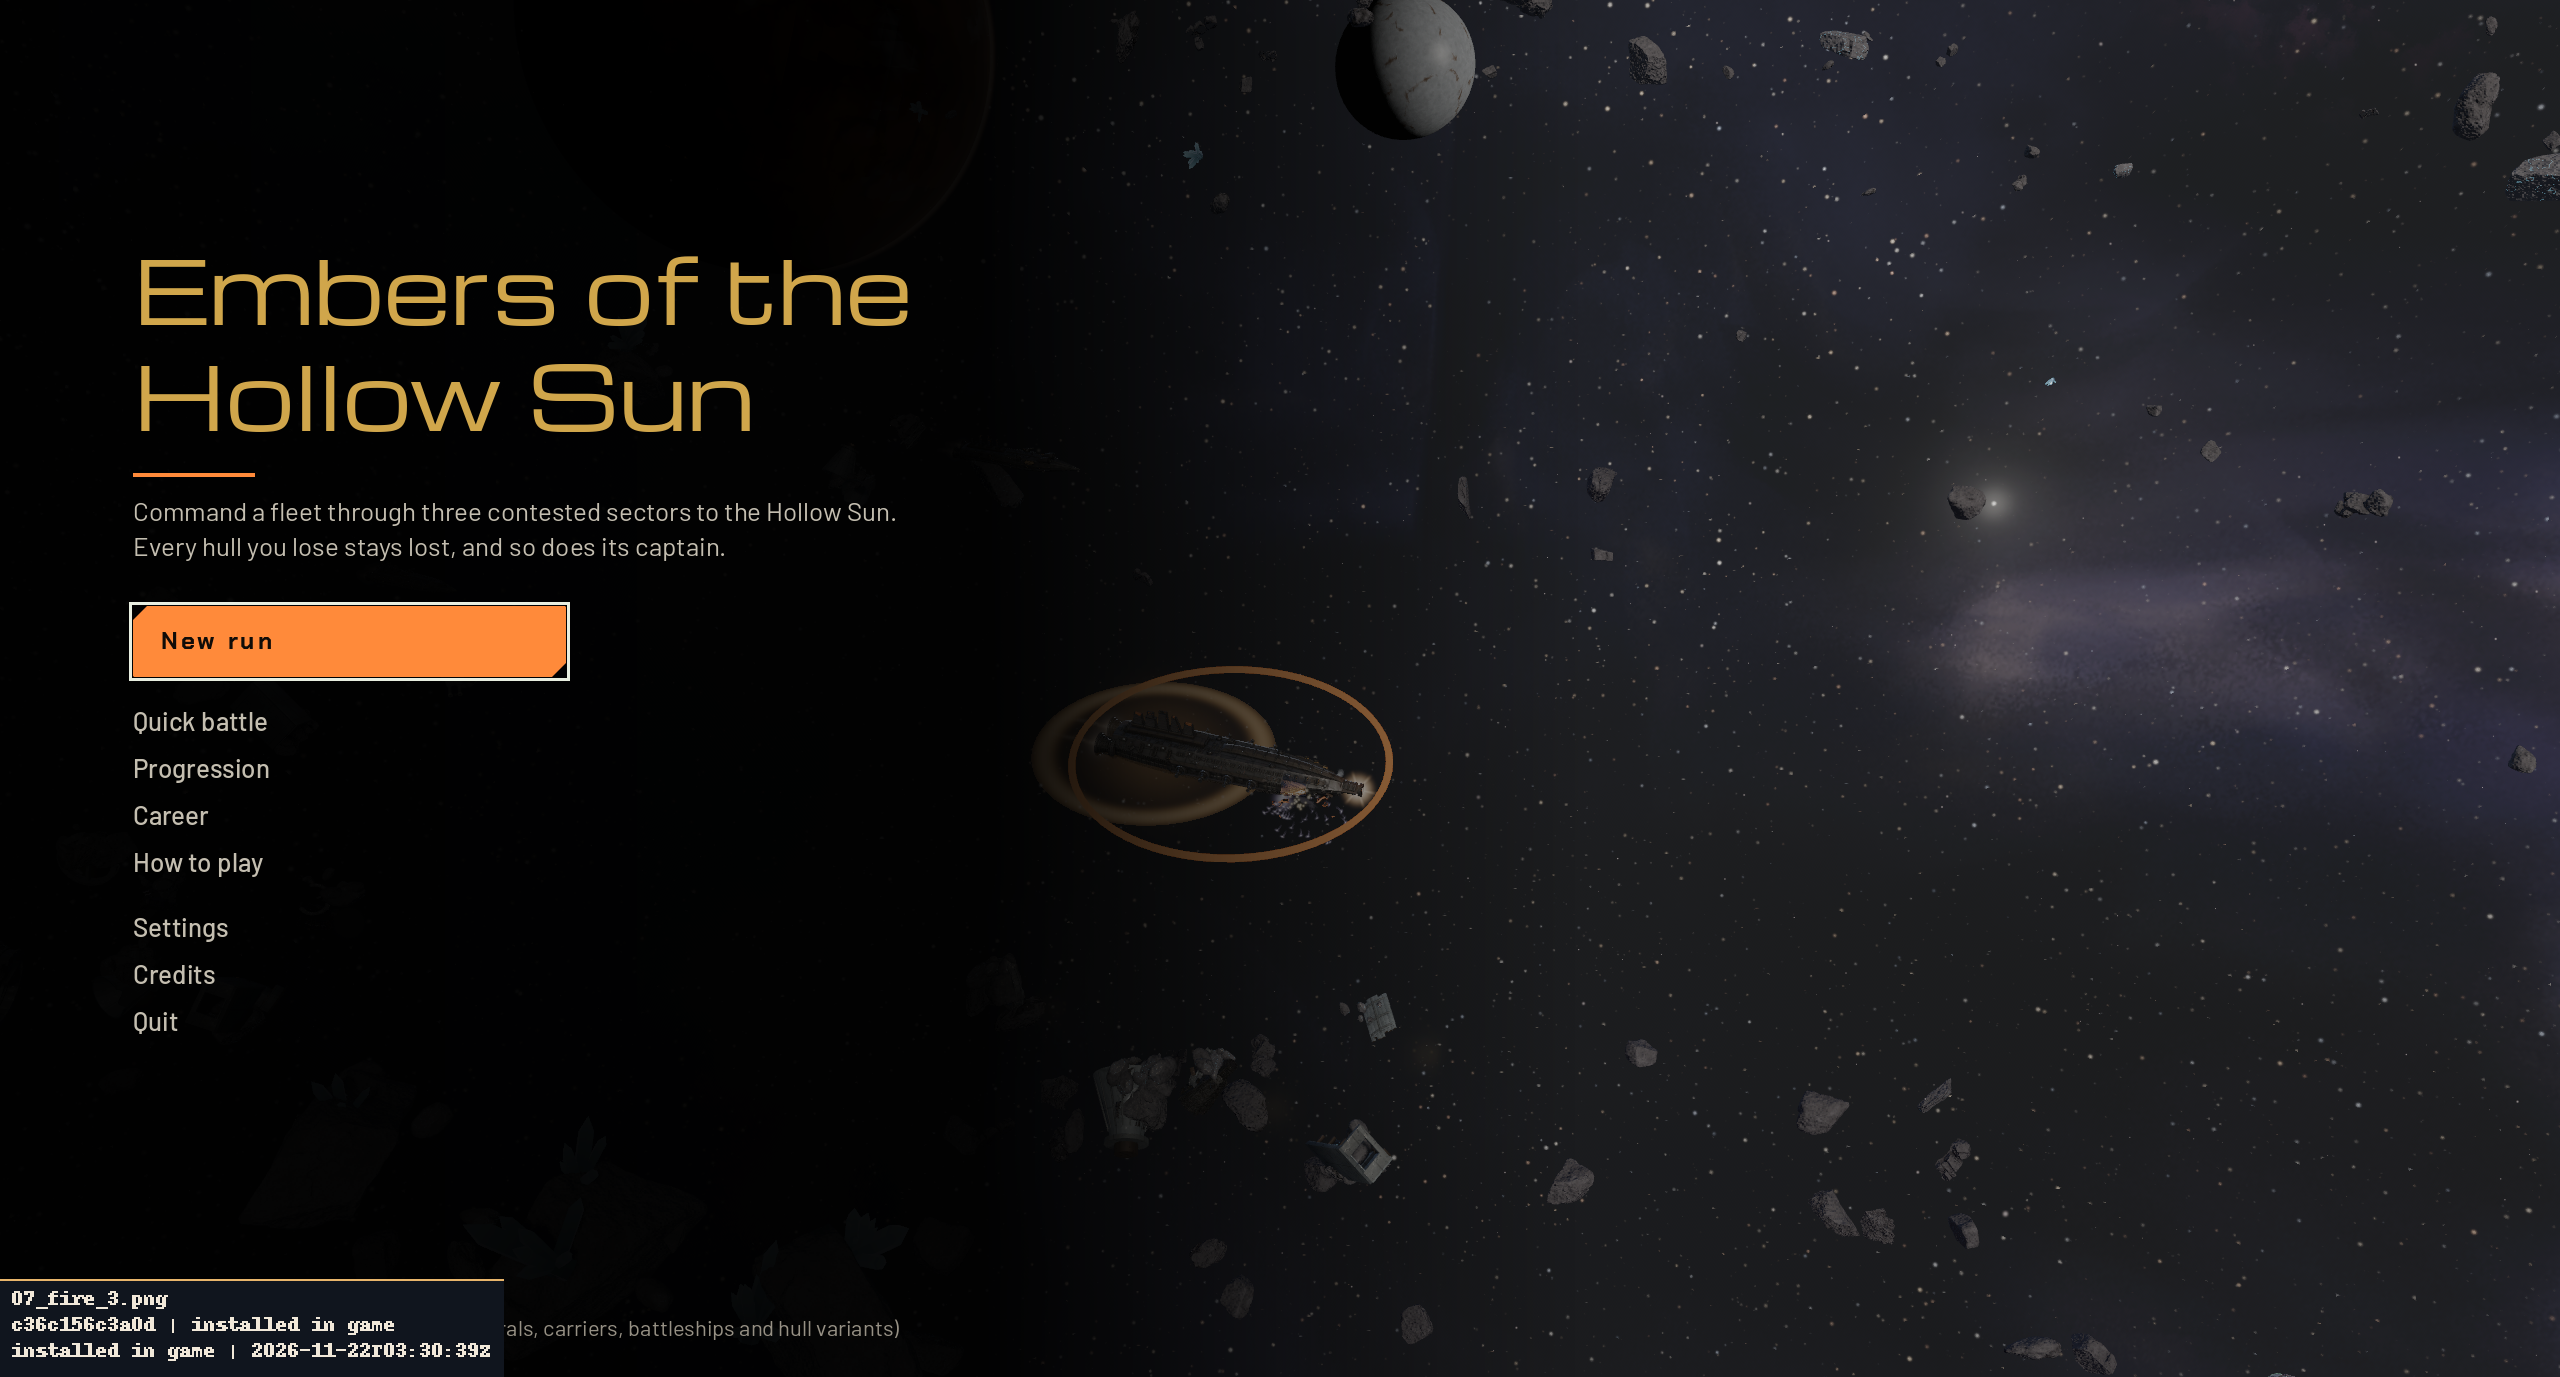 Embers of the
Hollow Sun
Command a fleet through three contested sectors to the Hollow Sun.
Every hull you lose stays lost, and so does its captain.
New run
Quick battle
Progression
Career
How to play
Settings
Credits
Quit
07_fire_3.png
c36c156c3a0d | installed in game
carriers, battleships and hull variants)
installed in game | 2026-11-22T03:30:39Z